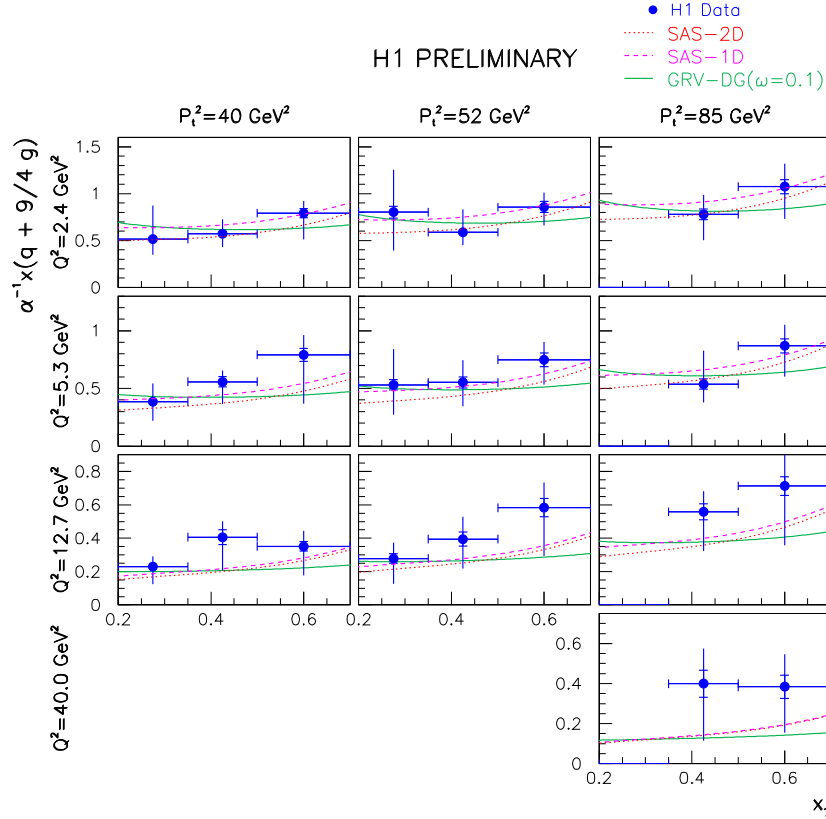 H1 Data
SAS-2D
SAS-1D
GRV-DG(ω=0.1)
H1 PRELIMINARY
Pt²=40 GeV²
Pt²=52 GeV²
Pt²=85 GeV²
α⁻¹x(q + 9/4 g)
Q²=2.4 GeV²
1.5
1
0.5
0
Q²=5.3 GeV²
1
0.5
0
Q²=12.7 GeV²
0.8
0.6
0.4
0.2
0
0.2 0.4 0.6
0.2 0.4 0.6
Q²=40.0 GeV²
0.6
0.4
0.2
0
0.2 0.4 0.6
x